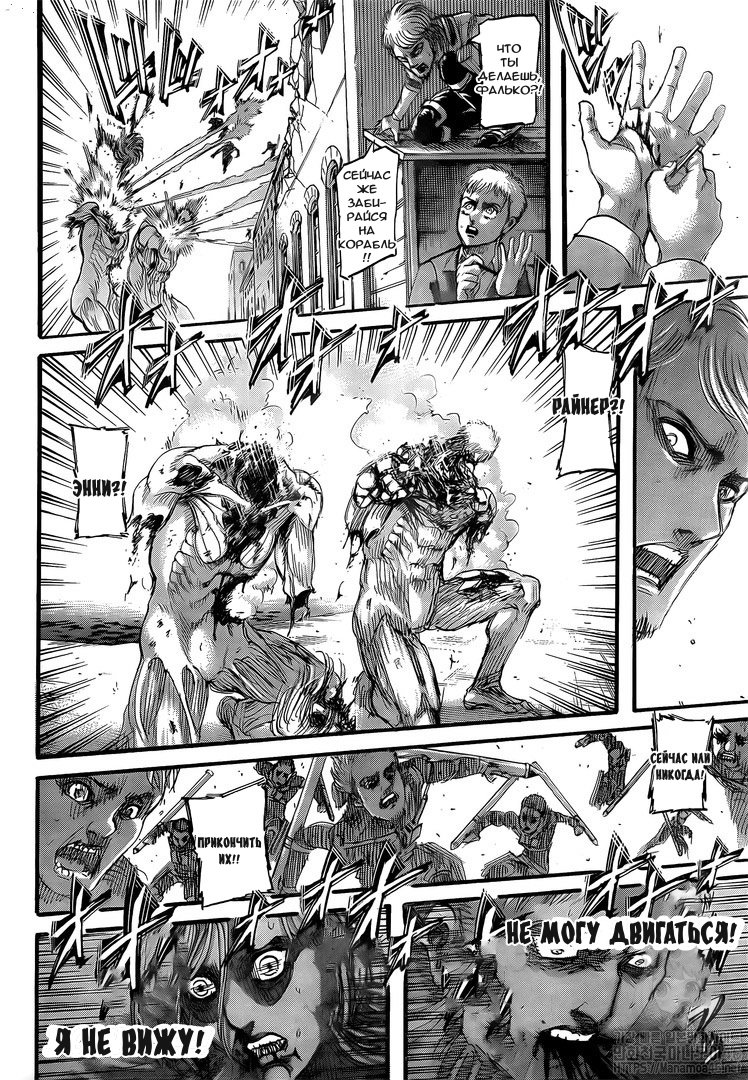 ЧТО
ТЫ
ДЕЛАЕШЬ,
ФАЛЬКО?!
СЕЙЧАС
ЖЕ
ЗАБИ-
РАЙСЯ
НА
КОРАБЛЬ
!!
РАЙНЕР?!
ЭННИ?!
СЕЙЧАС ИЛИ
НИКОГДА!
ПРИКОНЧИТЬ
ИХ!!
НЕ МОГУ ДВИГАТЬСЯ!
Я НЕ ВИЖУ!